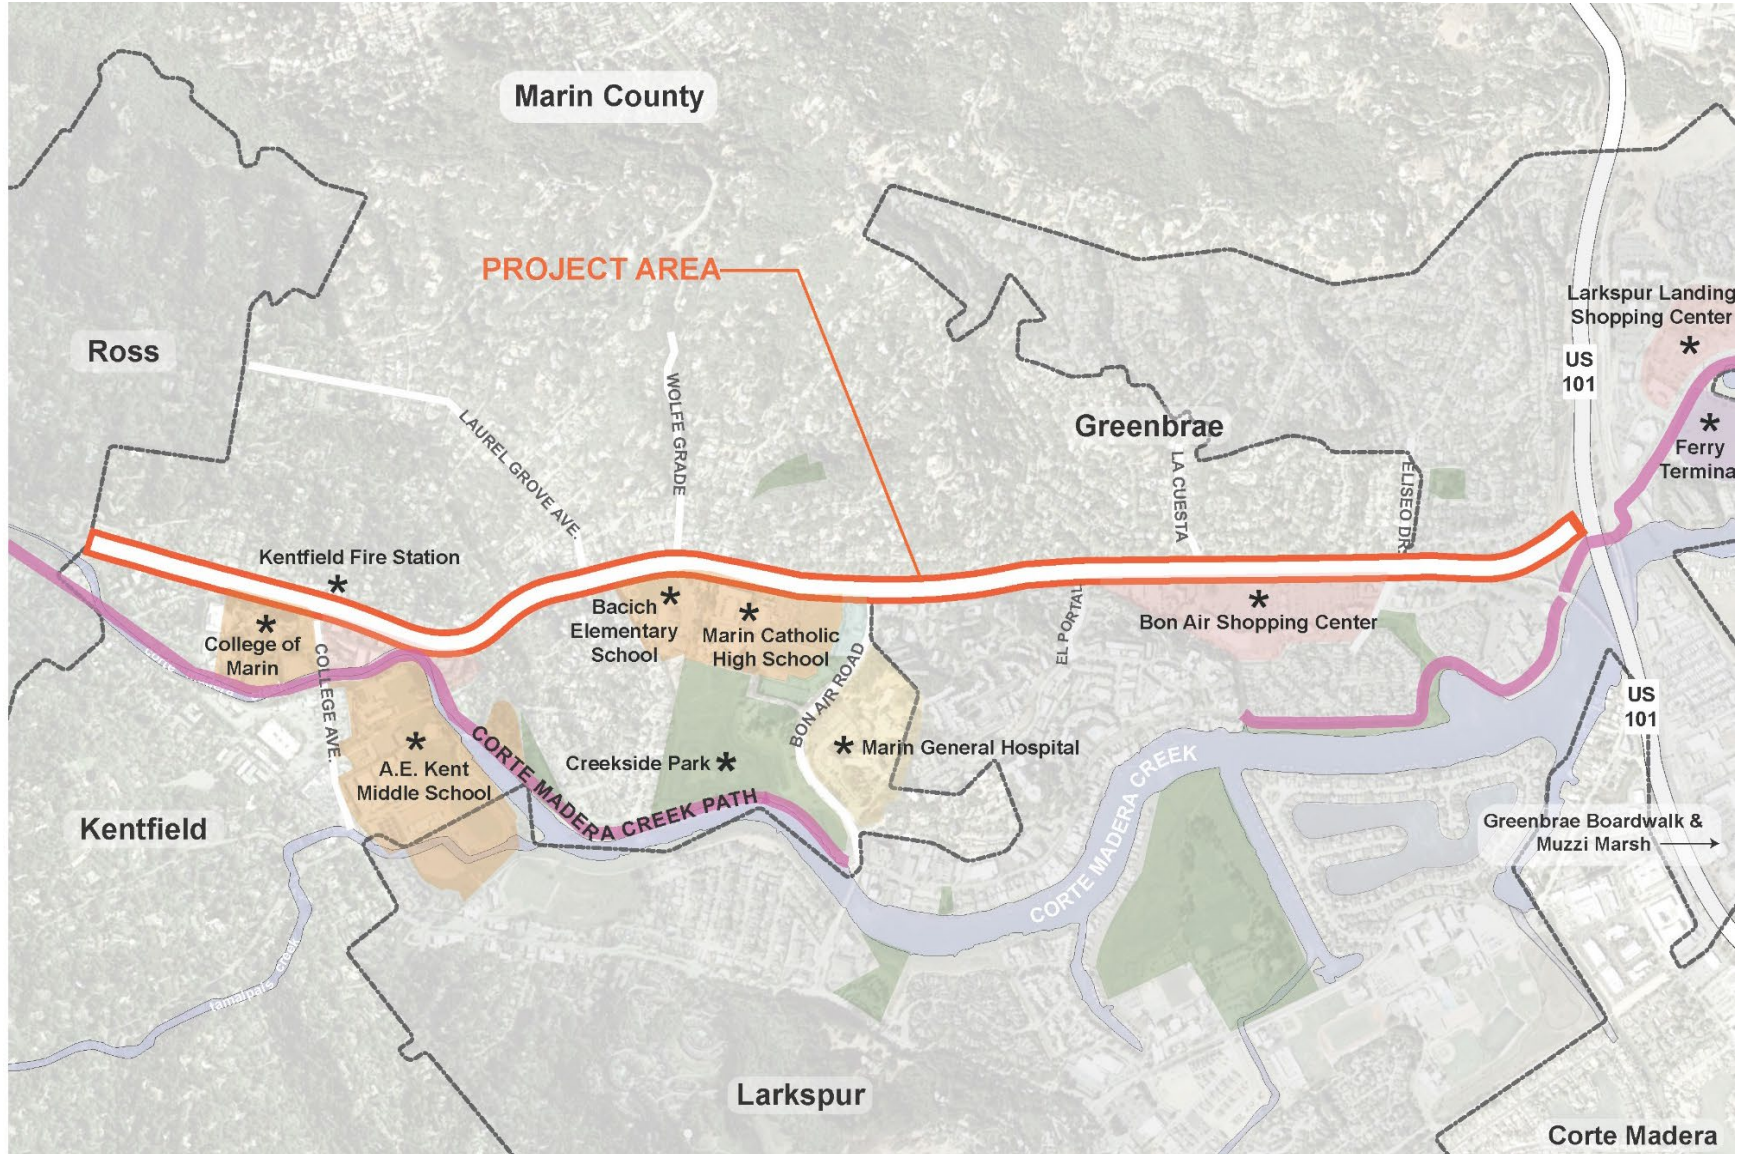 Marin County
PROJECT AREA
Larkspur Landing
Shopping Center
*
Ross
US
101
WOLFE GRADE
LAUREL GROVE AVE.
Greenbrae
*
Ferry
Termina
LA CUESTA
ELISEO DR.
Kentfield Fire Station
*
*
College of
Marin
Bacich *
Elementary
School
*
Marin Catholic
High School
EL PORTAL
*
Bon Air Shopping Center
COLLEGE AVE.
BON AIR ROAD
US
101
*
A.E. Kent
Middle School
CORTE MADERA CREEK PATH
Creekside Park *
* Marin General Hospital
CORTE MADERA CREEK
Kentfield
Greenbrae Boardwalk &
Muzzi Marsh
tamalpais creek
Larkspur
Corte Madera